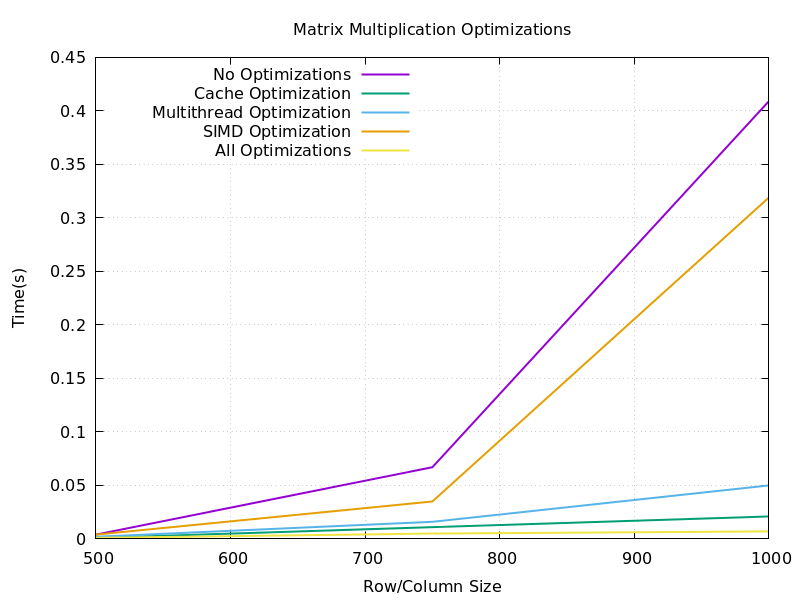 Matrix Multiplication Optimizations
0.45
0.4
0.35
0.3
0.25
0.2
0.15
0.1
0.05
0
Time(s)
No Optimizations
Cache Optimization
Multithread Optimization
SIMD Optimization
All Optimizations
500 600 700 800 900 1000
Row/Column Size